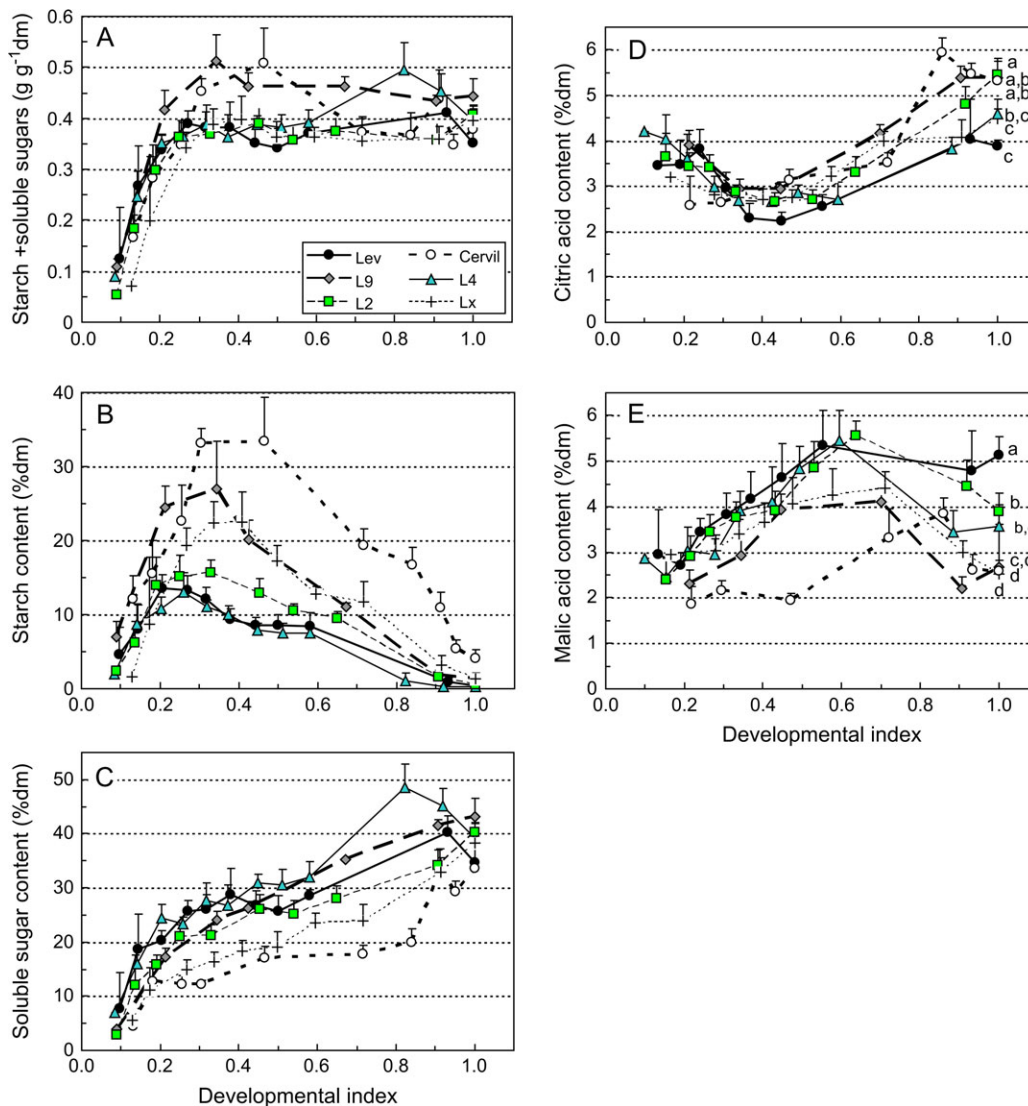 A
Starch +soluble sugars (g g⁻¹dm)
0.6
0.5
0.4
0.3
0.2
0.1
0
Lev
Cervil
L9
L4
L2
Lx
0.0 0.2 0.4 0.6 0.8 1.0
B
Starch content (%dm)
40
30
20
10
0
0.0 0.2 0.4 0.6 0.8 1.0
C
Soluble sugar content (%dm)
50
40
30
20
10
0
0.0 0.2 0.4 0.6 0.8 1.0
Developmental index
D
Citric acid content (%dm)
6
5
4
3
2
1
0
a
a,b
a,b
b,c
c
c
0.0 0.2 0.4 0.6 0.8 1.0
E
Malic acid content (%dm)
6
5
4
3
2
1
0
a
b
b,
c,
d
d
0.0 0.2 0.4 0.6 0.8 1.0
Developmental index